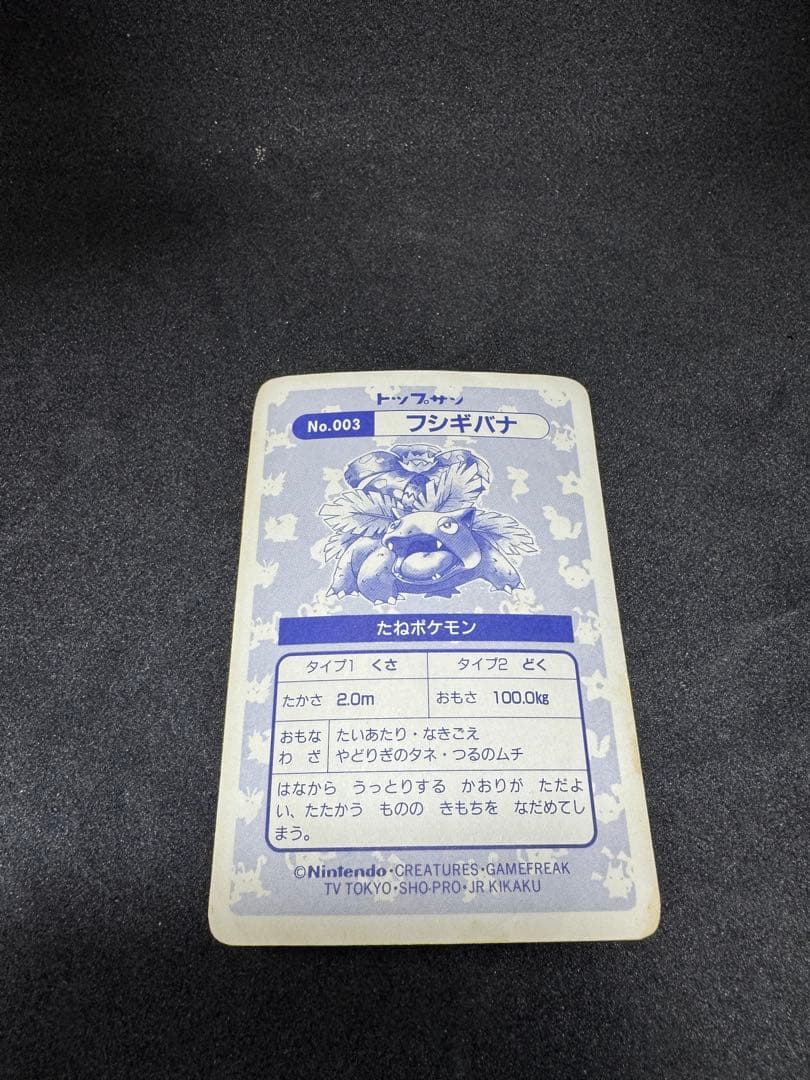 トップサン
No.003 フシギバナ
たねポケモン
タイプ1 くさ タイプ2 どく
たかさ 2.0m おもさ 100.0kg
おもな たいあたり・なきごえ
わ ざ やどりぎのタネ・つるのムチ
はなから うっとりする かおりが ただよ
い、たたかう ものの きもちを なだめてし
まう。
©Nintendo・CREATURES・GAMEFREAK
TV TOKYO・SHO-PRO・JR KIKAKU